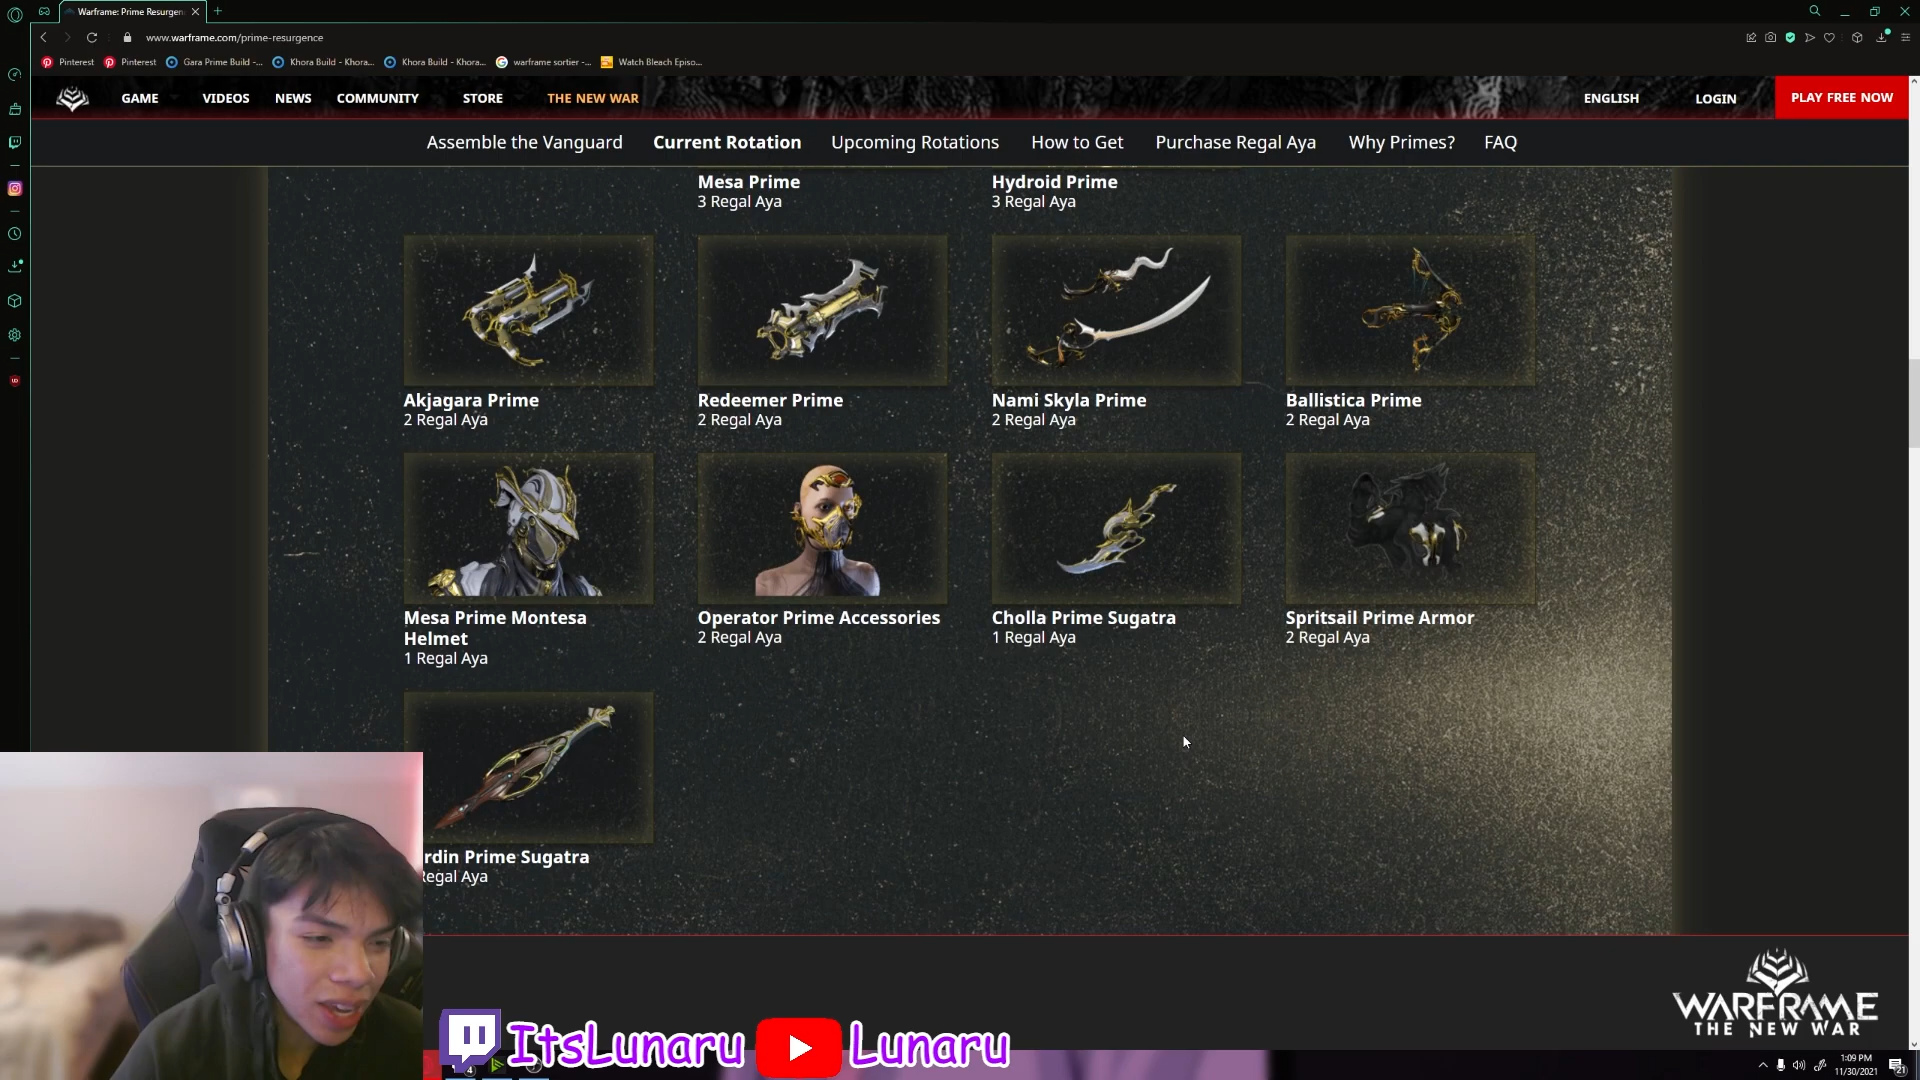 Warframe: Prime Resurgen
www.warframe.com/prime-resurgence
Pinterest
Pinterest
Gara Prime Build -...
Khora Build - Khora...
Khora Build - Khora...
warframe sortier -...
Watch Bleach Episo...
GAME
VIDEOS
NEWS
COMMUNITY
STORE
THE NEW WAR
ENGLISH
LOGIN
PLAY FREE NOW
Assemble the Vanguard
Current Rotation
Upcoming Rotations
How to Get
Purchase Regal Aya
Why Primes?
FAQ
Mesa Prime
3 Regal Aya
Hydroid Prime
3 Regal Aya
Akjagara Prime
2 Regal Aya
Redeemer Prime
2 Regal Aya
Nami Skyla Prime
2 Regal Aya
Ballistica Prime
2 Regal Aya
Mesa Prime Montesa
Helmet
1 Regal Aya
Operator Prime Accessories
2 Regal Aya
Cholla Prime Sugatra
1 Regal Aya
Spritsail Prime Armor
2 Regal Aya
rdin Prime Sugatra
Regal Aya
WARFRAME
THE NEW WAR
ItsLunaru
Lunaru
4
1:09 PM
11/30/2021
21